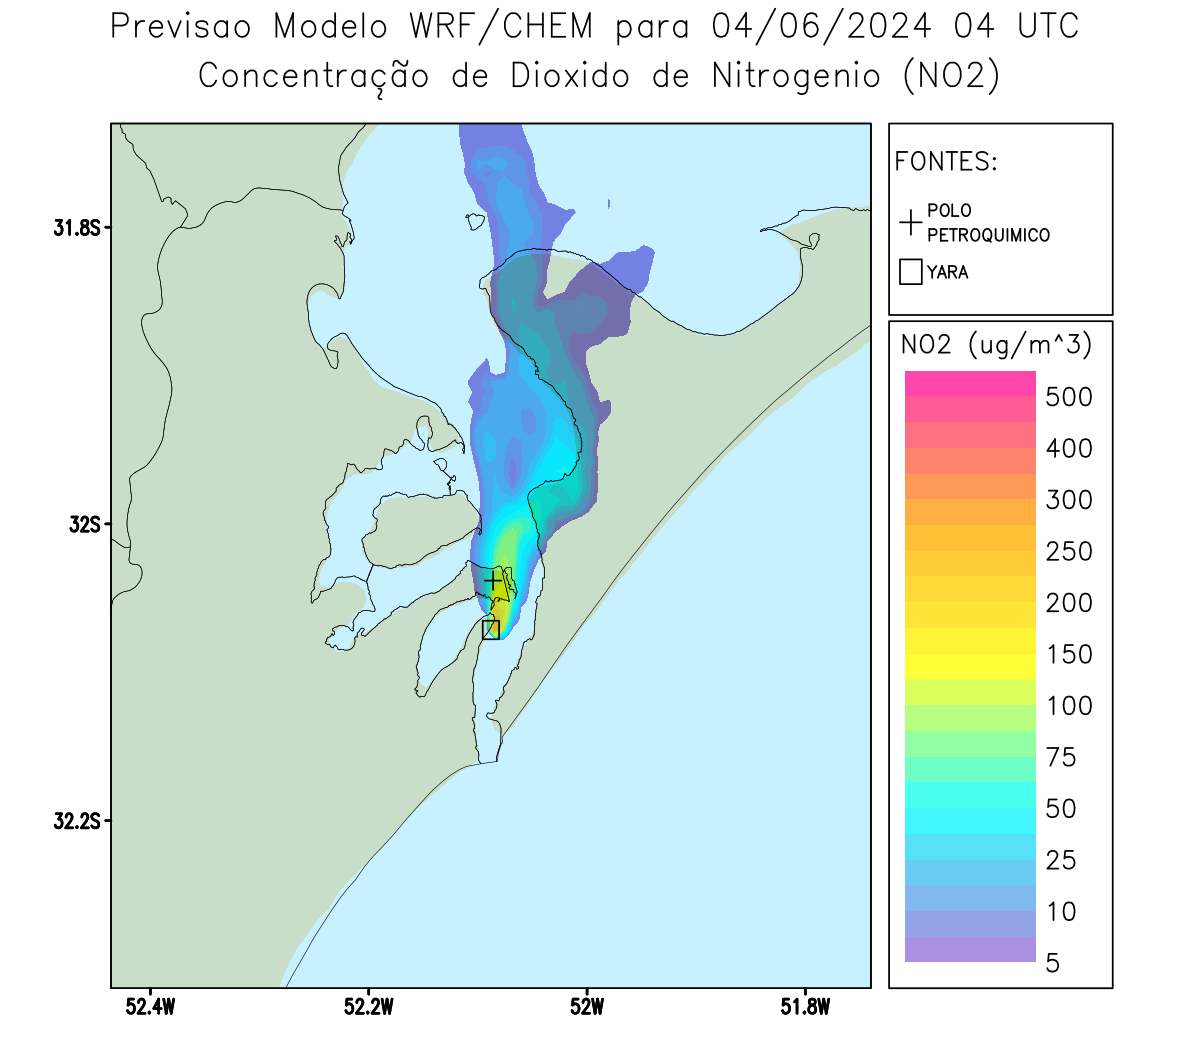 Previsao Modelo WRF/CHEM para 04/06/2024 04 UTC
Concentração de Dioxido de Nitrogenio (NO2)
FONTES:
POLO
PETROQUIMICO
YARA
31.8S
32S
32.2S
52.4W
52.2W
52W
51.8W
NO2 (ug/m^3)
500
400
300
250
200
150
100
75
50
25
10
5